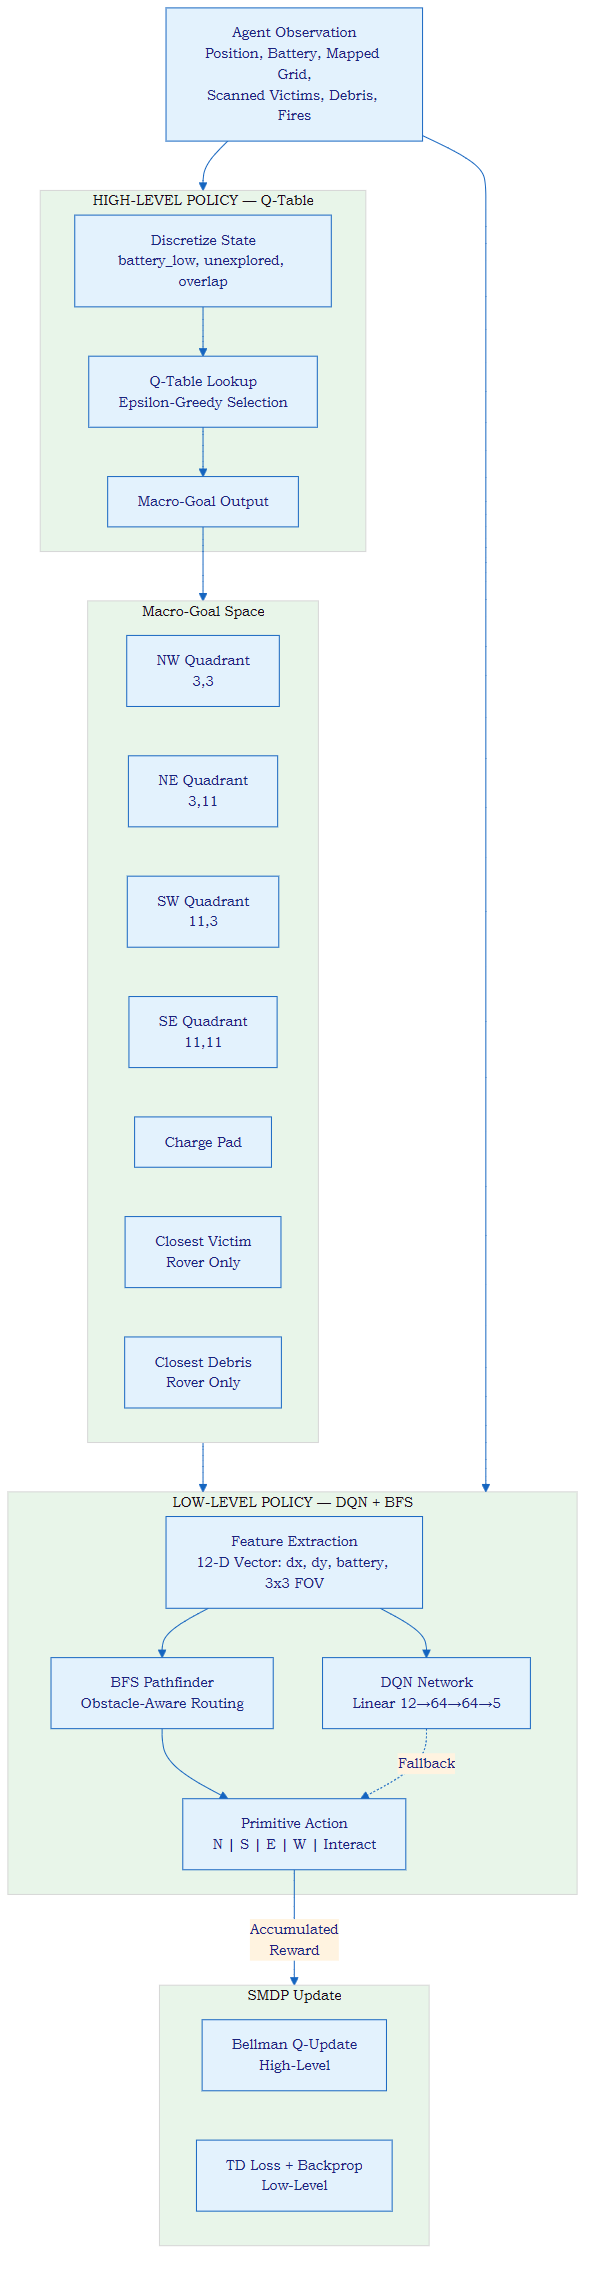 Agent Observation
Position, Battery, Mapped
Grid,
Scanned Victims, Debris,
Fires
HIGH-LEVEL POLICY — Q-Table
Discretize State
battery_low, unexplored,
overlap
Q-Table Lookup
Epsilon-Greedy Selection
Macro-Goal Output
Macro-Goal Space
NW Quadrant
3,3
NE Quadrant
3,11
SW Quadrant
11,3
SE Quadrant
11,11
Charge Pad
Closest Victim
Rover Only
Closest Debris
Rover Only
LOW-LEVEL POLICY — DQN + BFS
Feature Extraction
12-D Vector: dx, dy, battery,
3x3 FOV
BFS Pathfinder
Obstacle-Aware Routing
DQN Network
Linear 12→64→64→5
Fallback
Primitive Action
N | S | E | W | Interact
Accumulated
Reward
SMDP Update
Bellman Q-Update
High-Level
TD Loss + Backprop
Low-Level